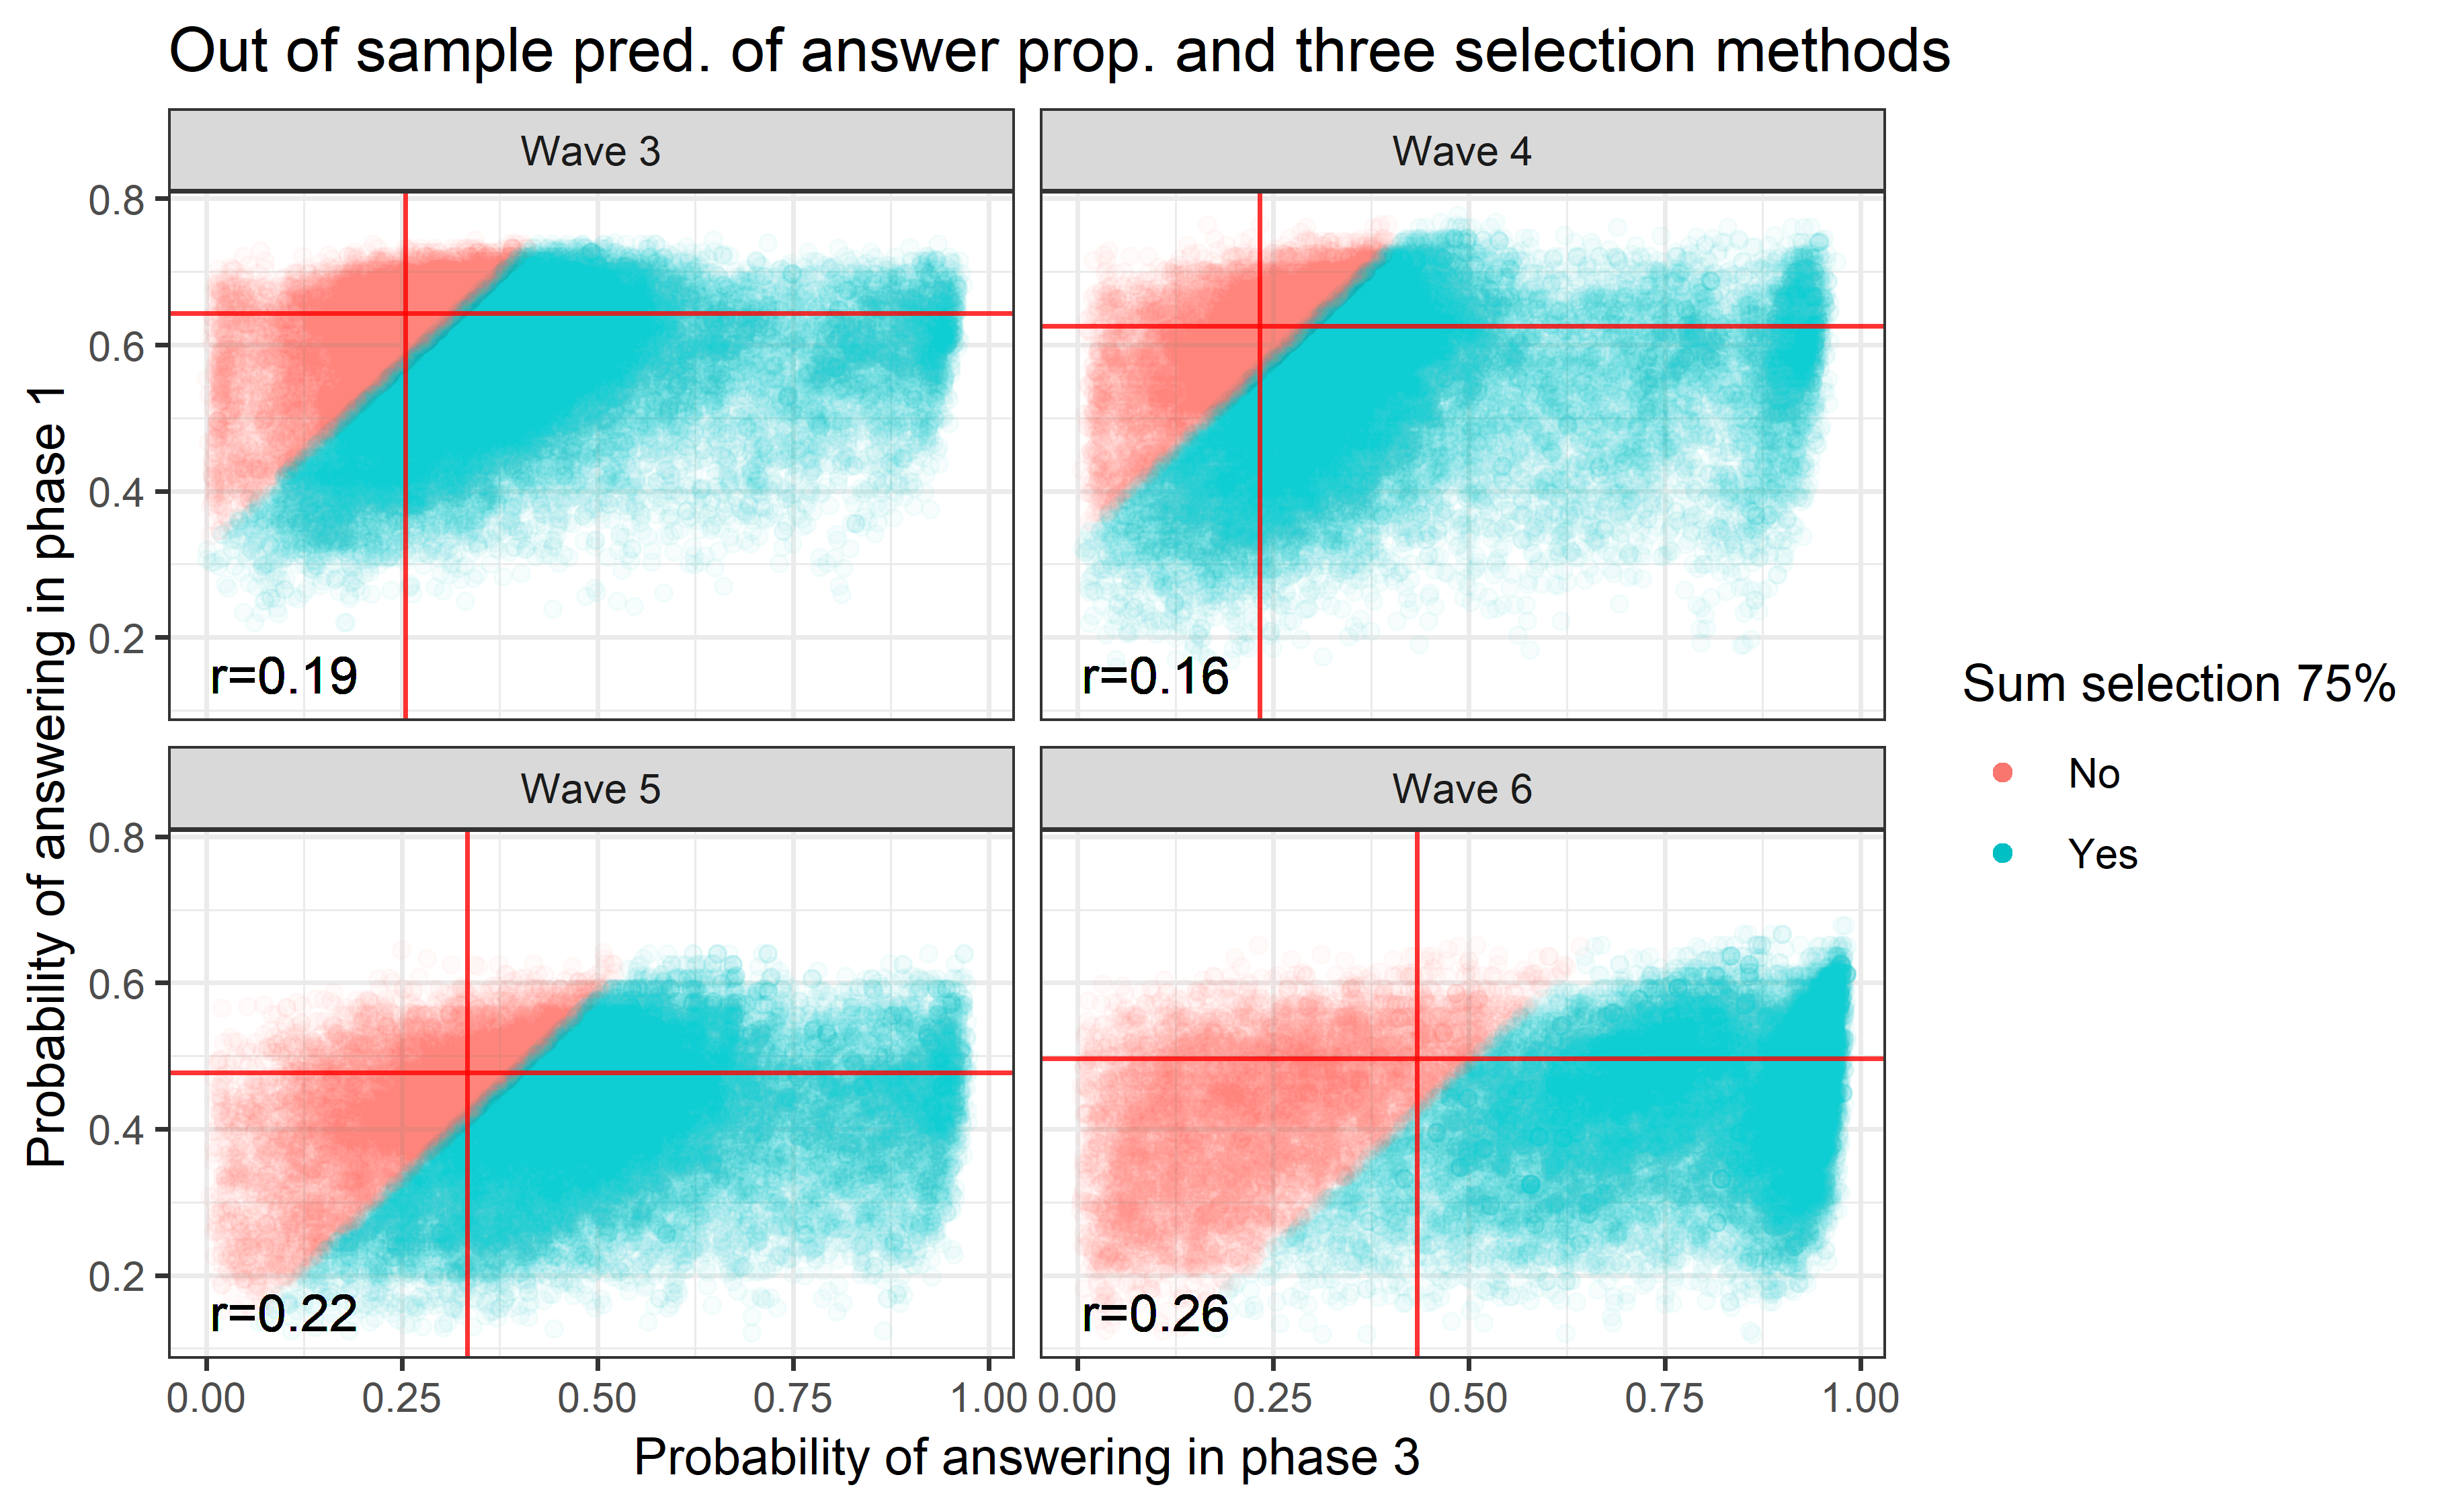 Out of sample pred. of answer prop. and three selection methods
Wave 3
Wave 4
0.8
0.6
0.4
0.2
r=0.19
r=0.16
Probability of answering in phase 1
Sum selection 75%
No
Yes
Wave 5
Wave 6
0.8
0.6
0.4
0.2
r=0.22
r=0.26
0.00 0.25 0.50 0.75 1.00 0.00 0.25 0.50 0.75 1.00
Probability of answering in phase 3